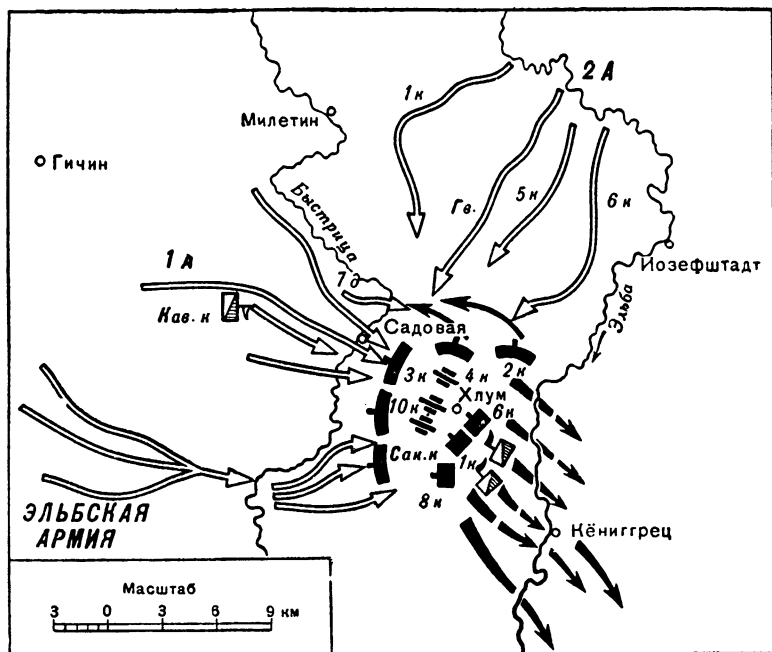 2 А
1 к
Милетин
Гичин
Гв.
5 к
6 к
Быстрица
Иозефштадт
1 А
7 д
Эльба
Кав. к
Садовая
3 к
4 к
2 к
Хлум
10 к
6 к
Сак. к
1 к
8 к
ЭЛЬБСКАЯ
АРМИЯ
Кёниггрец
Масштаб
3 0 3 6 9 км